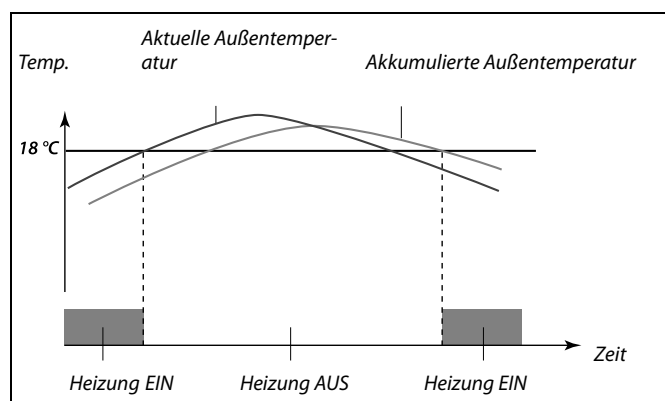 Aktuelle Außentemper-
atur
Temp.
Akkumulierte Außentemperatur
18 °C
Zeit
Heizung EIN
Heizung AUS
Heizung EIN